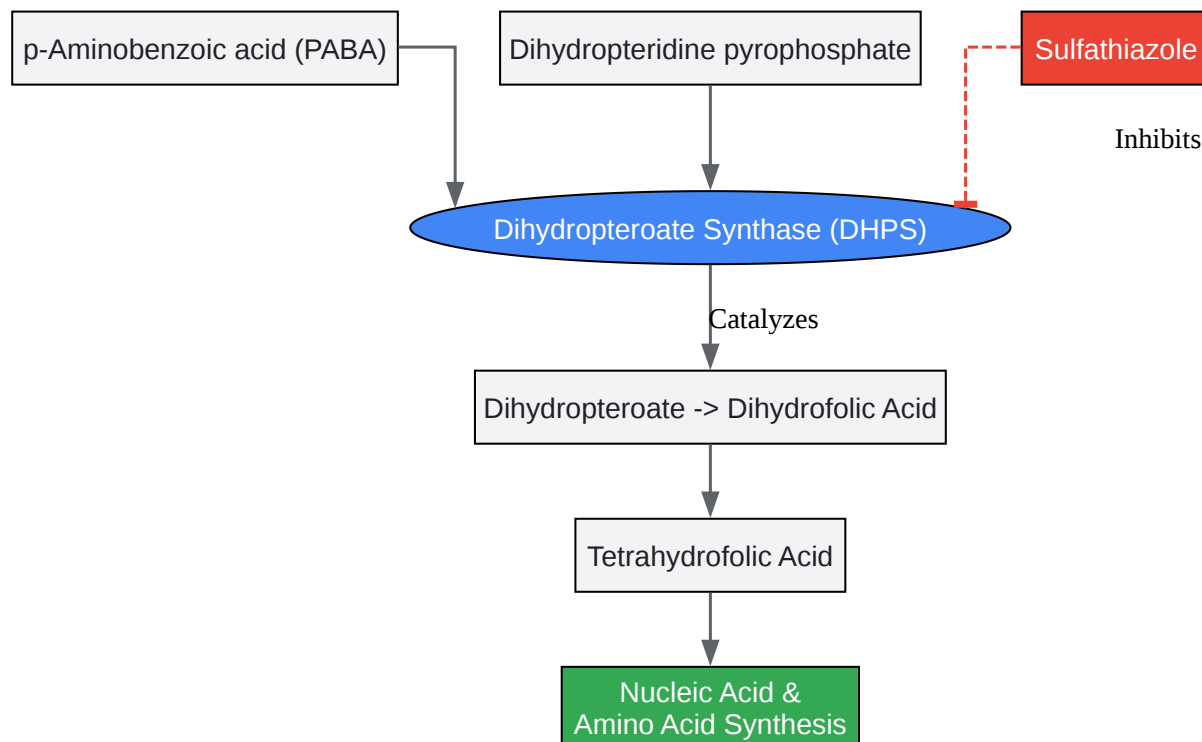 p-Aminobenzoic acid (PABA)
Dihydropteridine pyrophosphate
Sulfathiazole
Inhibits
Dihydropteroate Synthase (DHPS)
Catalyzes
Dihydropteroate -> Dihydrofolic Acid
Tetrahydrofolic Acid
Nucleic Acid &
Amino Acid Synthesis